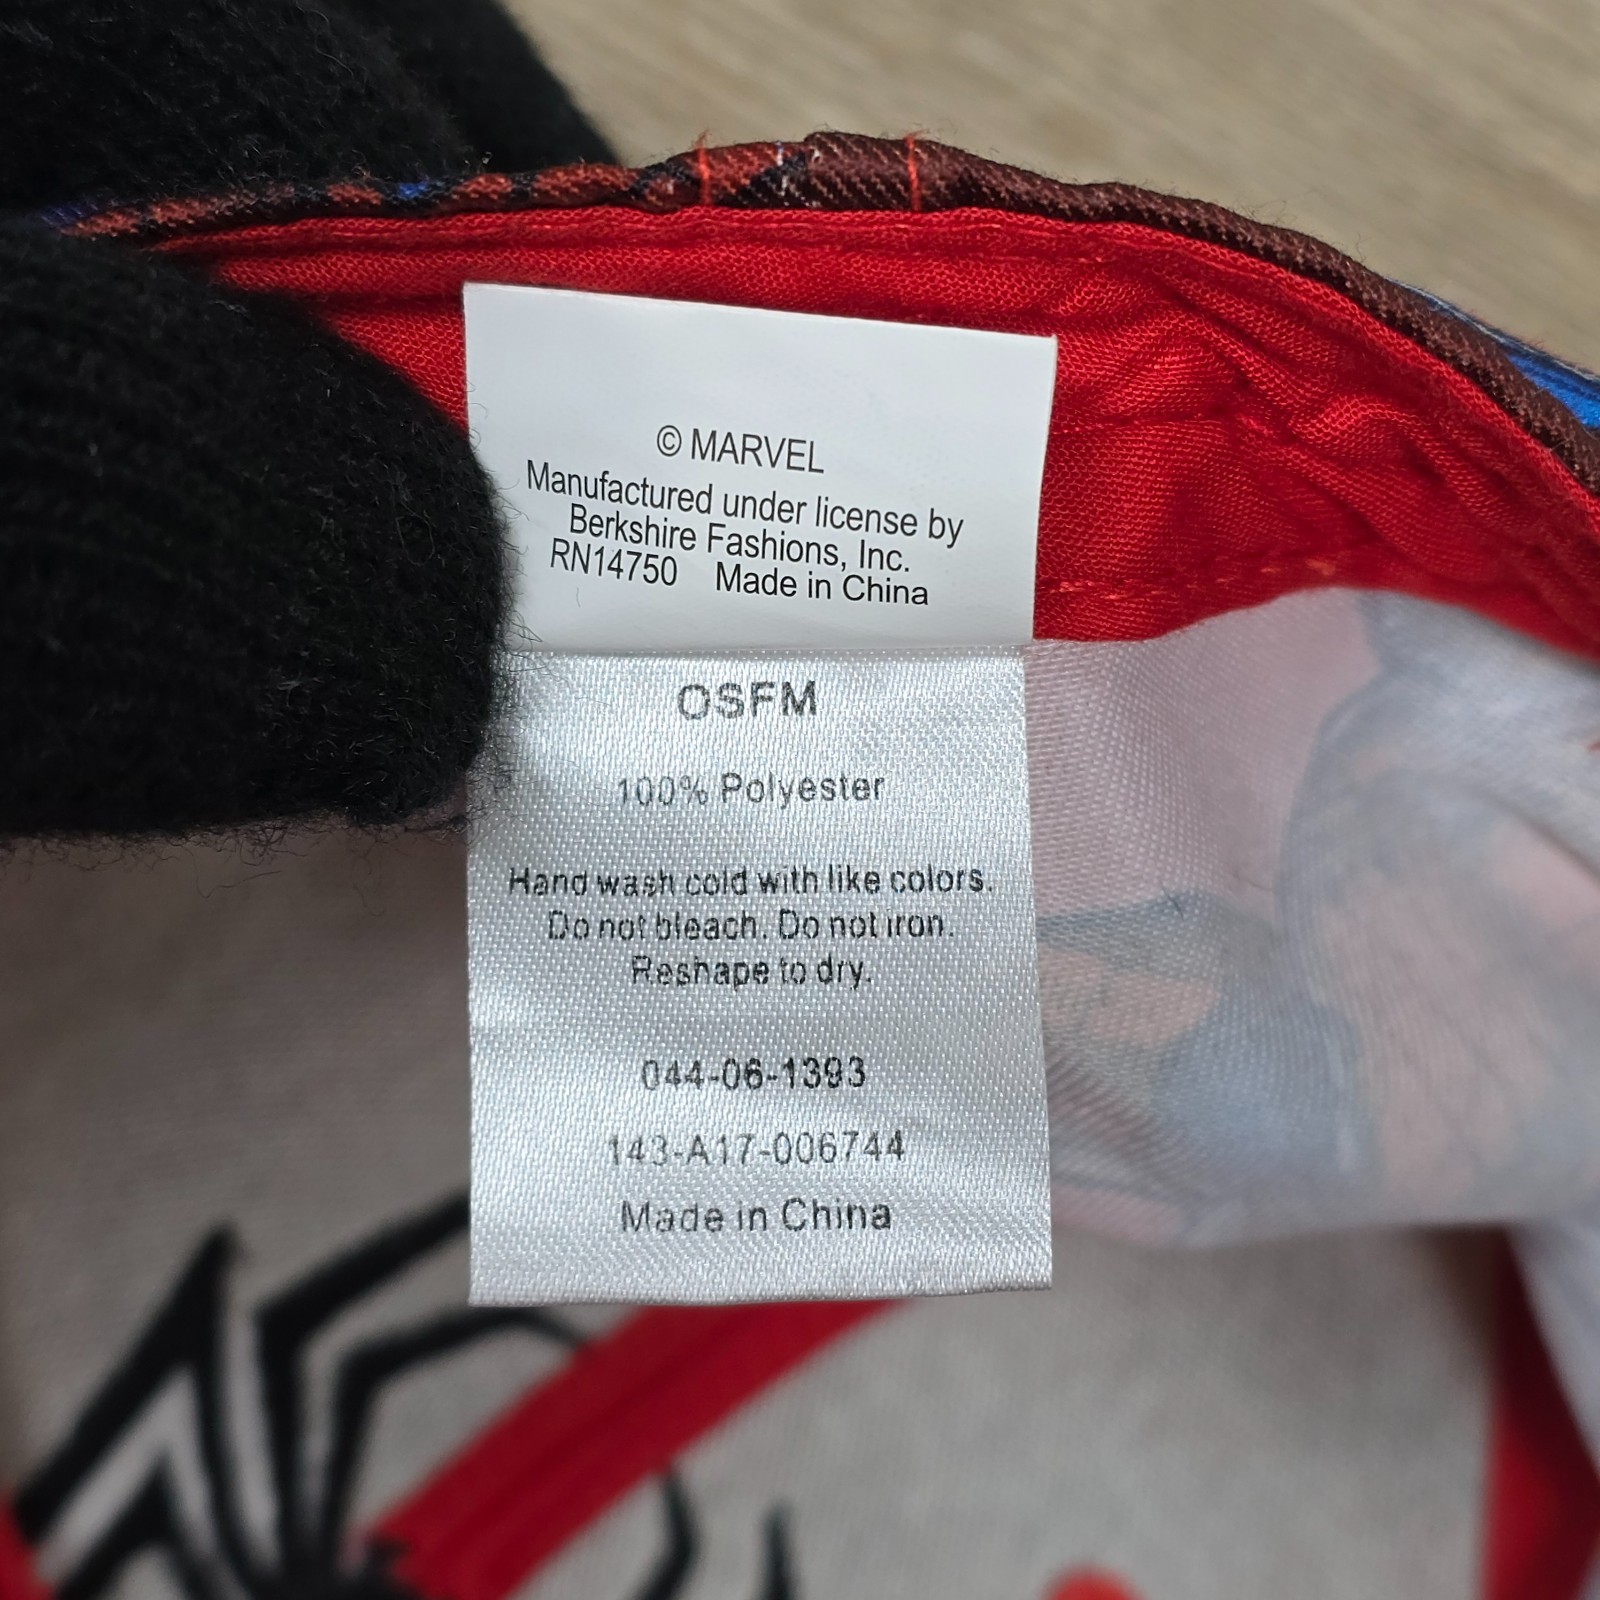 © MARVEL
Manufactured under license by
Berkshire Fashions, Inc.
RN14750 Made in China
OSFM
100% Polyester
Hand wash cold with like colors.
Do not bleach. Do not iron.
Reshape to dry.
044-06-1393
143-A17-006744
Made in China